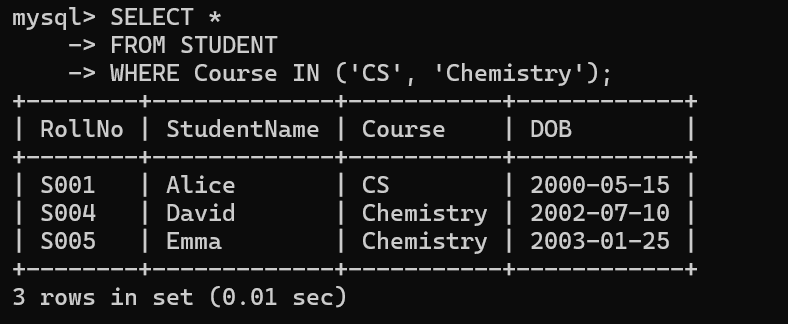 mysql> SELECT *
    -> FROM STUDENT
    -> WHERE Course IN ('CS', 'Chemistry');
+--------+-------------+-----------+------------+
| RollNo | StudentName | Course    | DOB        |
+--------+-------------+-----------+------------+
| S001   | Alice       | CS        | 2000-05-15 |
| S004   | David       | Chemistry | 2002-07-10 |
| S005   | Emma        | Chemistry | 2003-01-25 |
+--------+-------------+-----------+------------+
3 rows in set (0.01 sec)